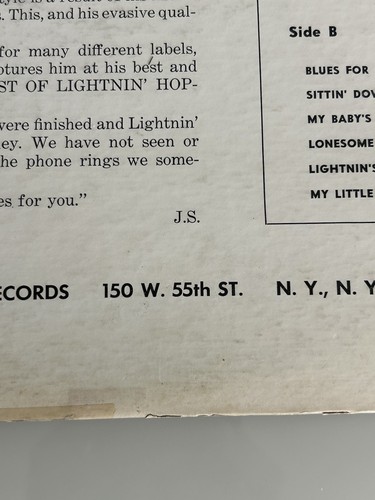 . This, and his evasive qual-
for many different labels,
ptures him at his best and
ST OF LIGHTNIN' HOP-
were finished and Lightnin'
ey. We have not seen or
he phone rings we some-
es for you."
J.S.
Side B
BLUES FOR
SITTIN' DO
MY BABY'S
LONESOME
LIGHTNIN'S
MY LITTLE
ECORDS 150 W. 55th ST. N. Y., N. Y